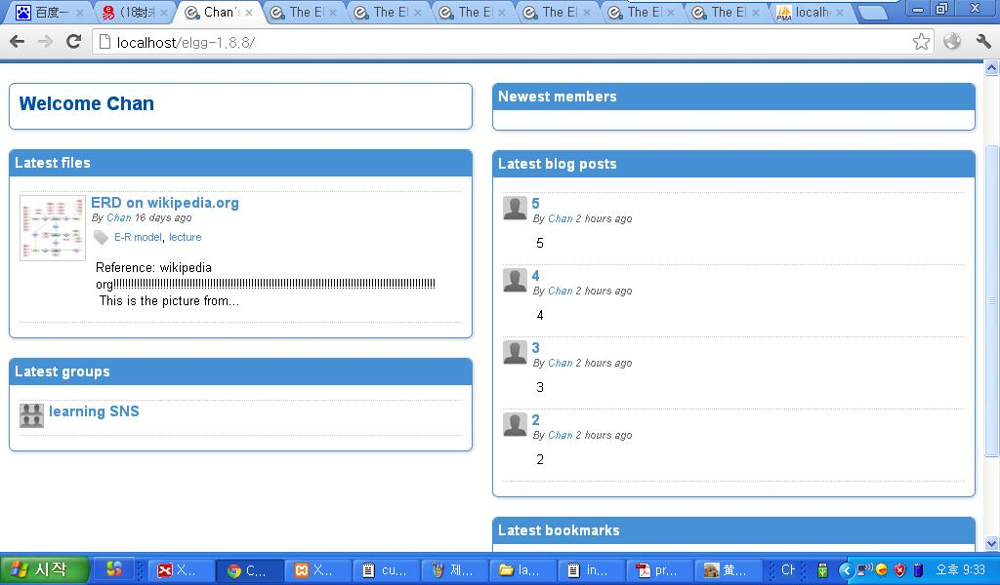 百度一
(18封未
Chan's
The El
The El
The El
The El
The El
The El
localh
localhost/elgg-1.8.8/
Welcome Chan
Latest files
ERD on wikipedia.org
By Chan 16 days ago
E-R model, lecture
Reference: wikipedia
This is the picture from...
Latest groups
learning SNS
Newest members
Latest blog posts
5
By Chan 2 hours ago
5
4
By Chan 2 hours ago
4
3
By Chan 2 hours ago
3
2
By Chan 2 hours ago
2
Latest bookmarks
시작
X...
C...
X...
cu...
제...
la...
in...
pr...
黄...
CH
오후 9:33